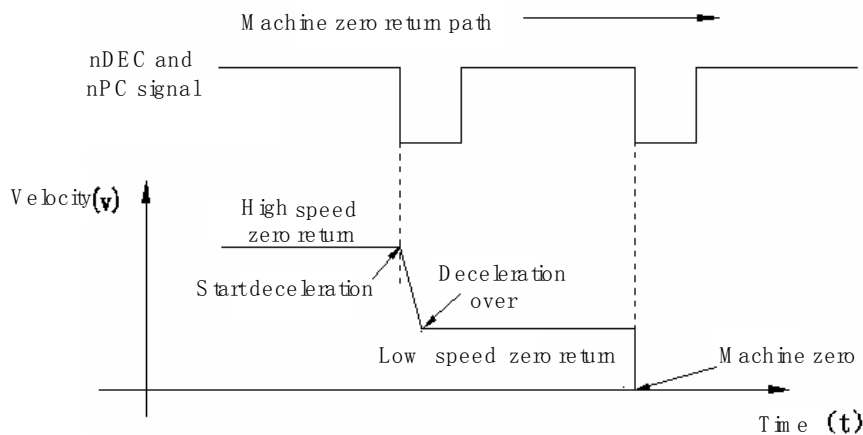 Machine zero return path
nDEC and
nPC signal
Velocity(v)
High speed
zero return
Start deceleration
Deceleration
over
Low speed zero return
Machine zero
Time (t)